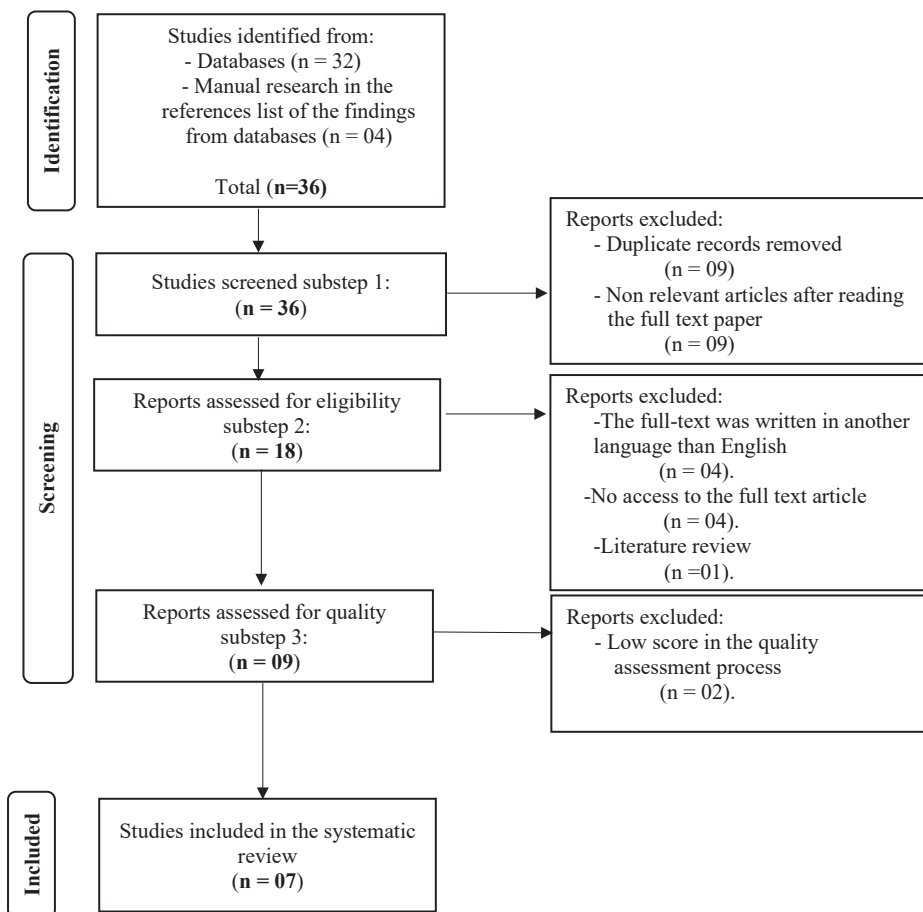 Identification
Studies identified from:
- Databases (n = 32)
- Manual research in the
references list of the findings
from databases (n = 04)
Total (n=36)
Screening
Studies screened substep 1:
(n = 36)
Reports excluded:
- Duplicate records removed
(n = 09)
- Non relevant articles after reading
the full text paper
(n = 09)
Reports assessed for eligibility
substep 2:
(n = 18)
Reports excluded:
-The full-text was written in another
language than English
(n = 04).
-No access to the full text article
(n = 04).
-Literature review
(n =01).
Reports assessed for quality
substep 3:
(n = 09)
Reports excluded:
- Low score in the quality
assessment process
(n = 02).
Included
Studies included in the systematic
review
(n = 07)